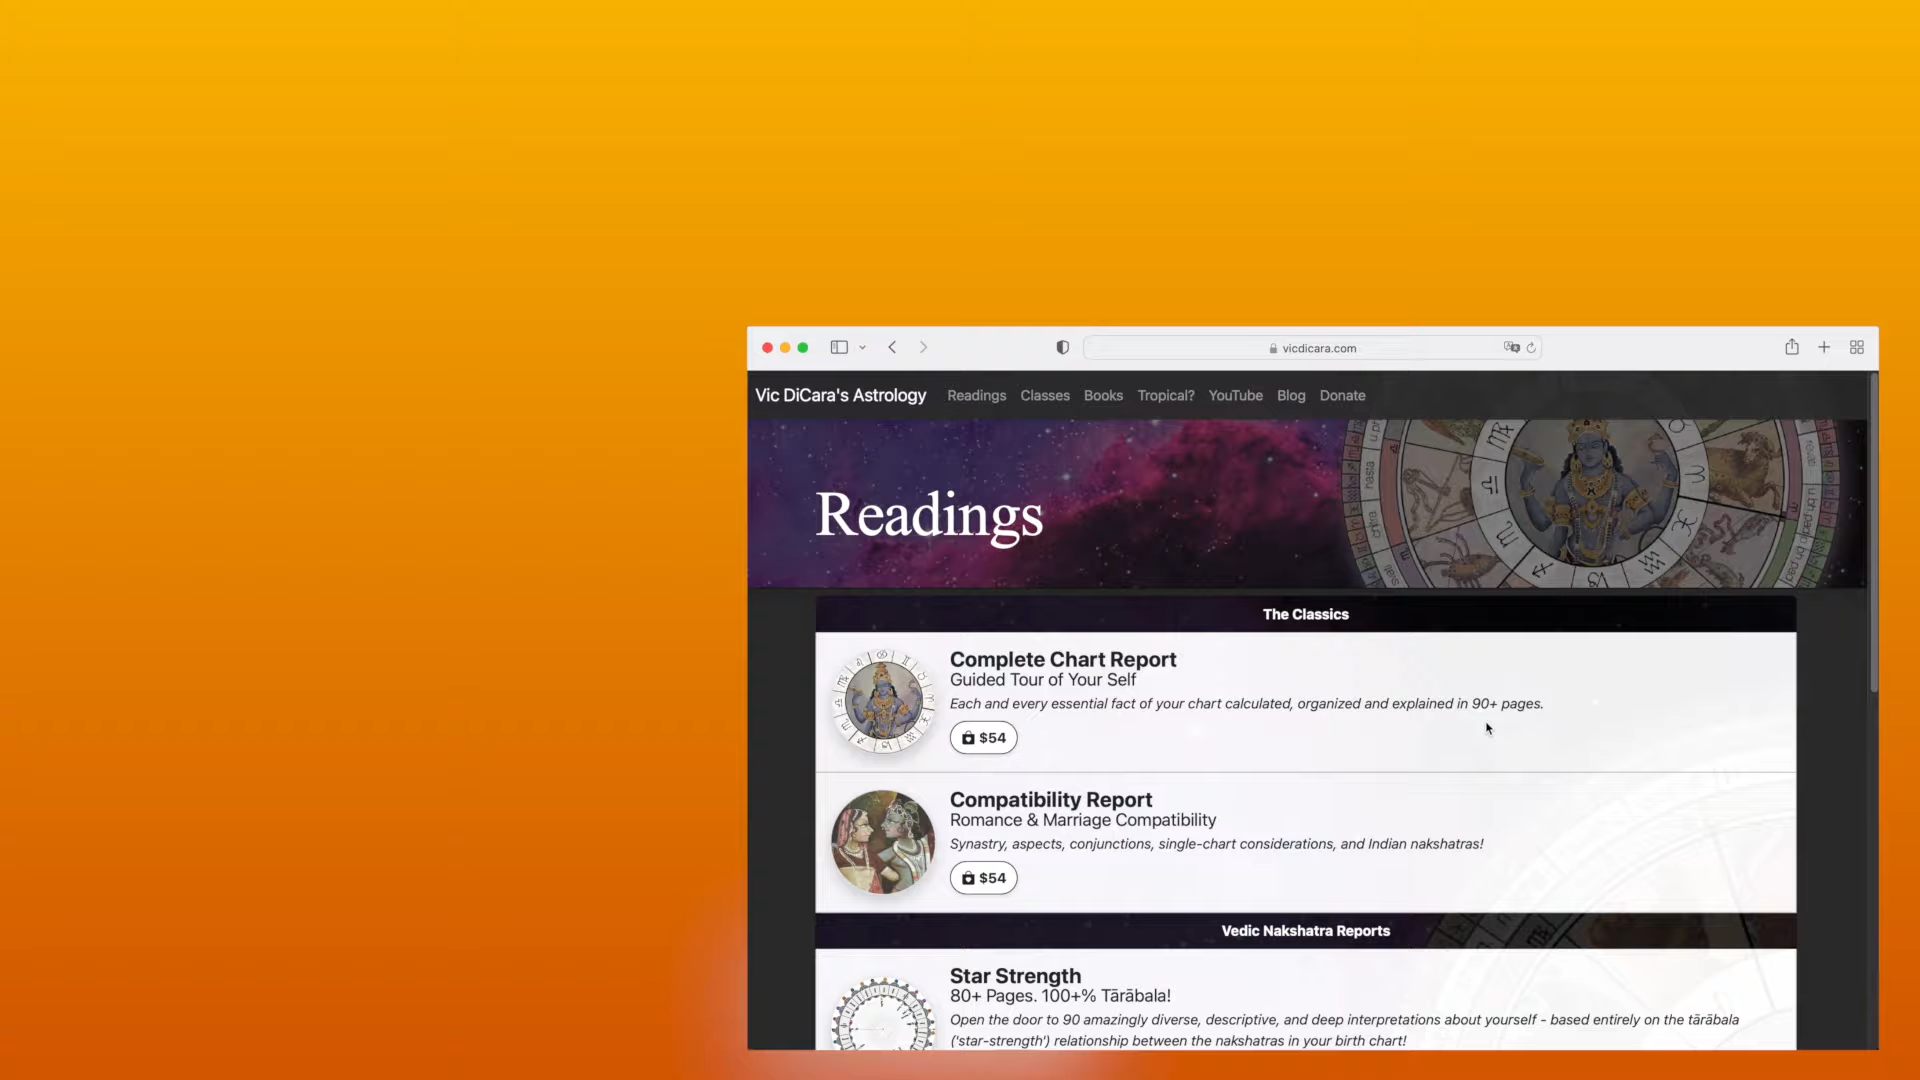 vicdicara.com
Vic DiCara's Astrology Readings Classes Books Tropical? YouTube Blog Donate
Readings
The Classics
Complete Chart Report
Guided Tour of Your Self
Each and every essential fact of your chart calculated, organized and explained in 90+ pages.
$54
Compatibility Report
Romance & Marriage Compatibility
Synastry, aspects, conjunctions, single-chart considerations, and Indian nakshatras!
$54
Vedic Nakshatra Reports
Star Strength
80+ Pages. 100+% Tārābala!
Open the door to 90 amazingly diverse, descriptive, and deep interpretations about yourself - based entirely on the tārābala
('star-strength') relationship between the nakshatras in your birth chart!